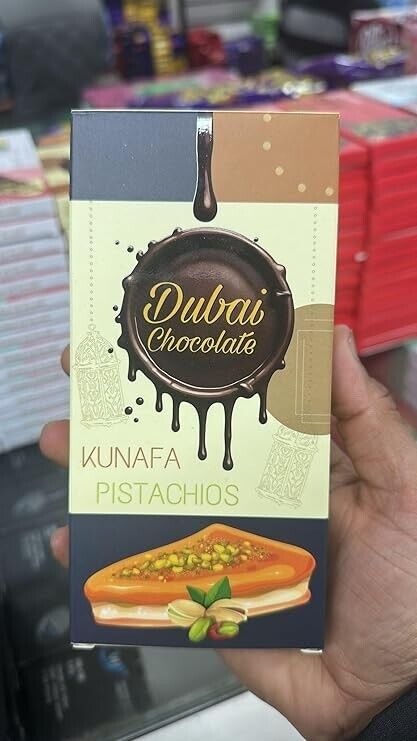 Dubai
Chocolate
KUNAFA
PISTACHIOS